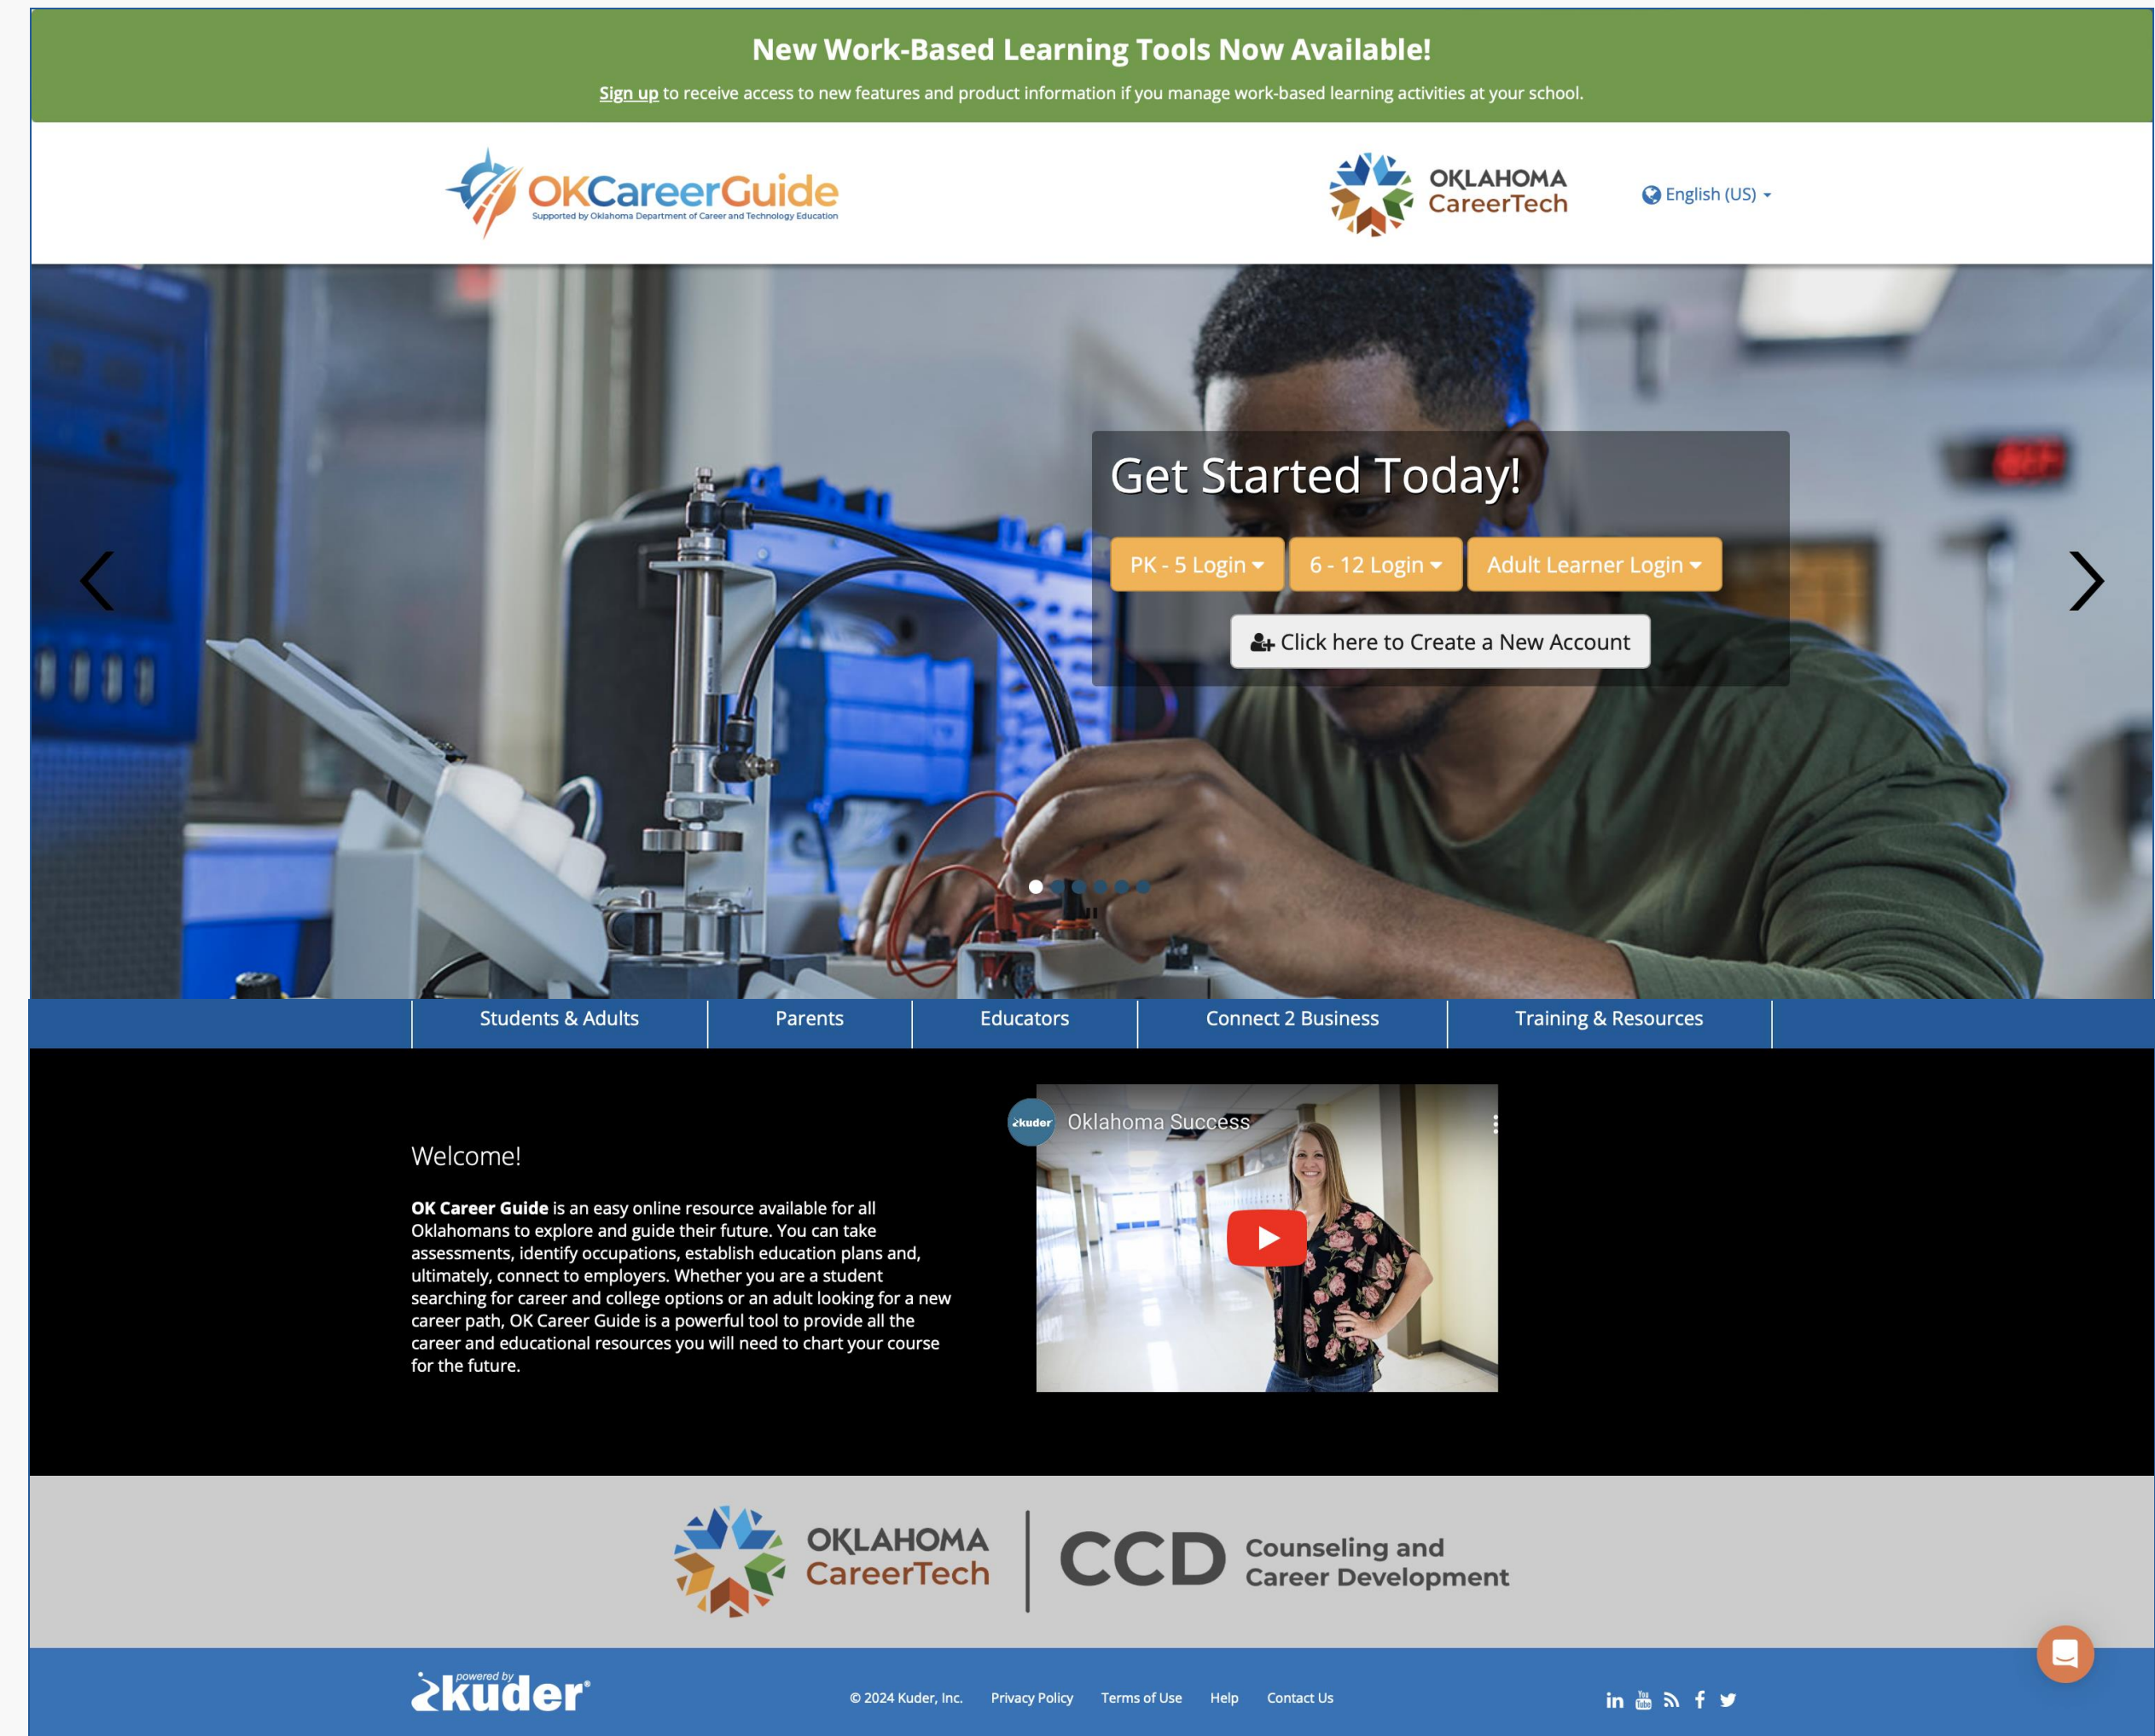 New Work-Based Learning Tools Now Available!
Sign up to receive access to new features and product information if you manage work-based learning activities at your school.
OKCareerGuide
Supported by Oklahoma Department of Career and Technology Education
OKLAHOMA
CareerTech
English (US)
Get Started Today!
PK - 5 Login
6 - 12 Login
Adult Learner Login
Click here to Create a New Account
Students & Adults
Parents
Educators
Connect 2 Business
Training & Resources
kuder
Oklahoma Success
Welcome!
OK Career Guide is an easy online resource available for all
Oklahomans to explore and guide their future. You can take
assessments, identify occupations, establish education plans and,
ultimately, connect to employers. Whether you are a student
searching for career and college options or an adult looking for a new
career path, OK Career Guide is a powerful tool to provide all the
career and educational resources you will need to chart your course
for the future.
OKLAHOMA
CareerTech
CCD
Counseling and
Career Development
powered by
kuder®
© 2024 Kuder, Inc.
Privacy Policy
Terms of Use
Help
Contact Us
in
You
Tube
f